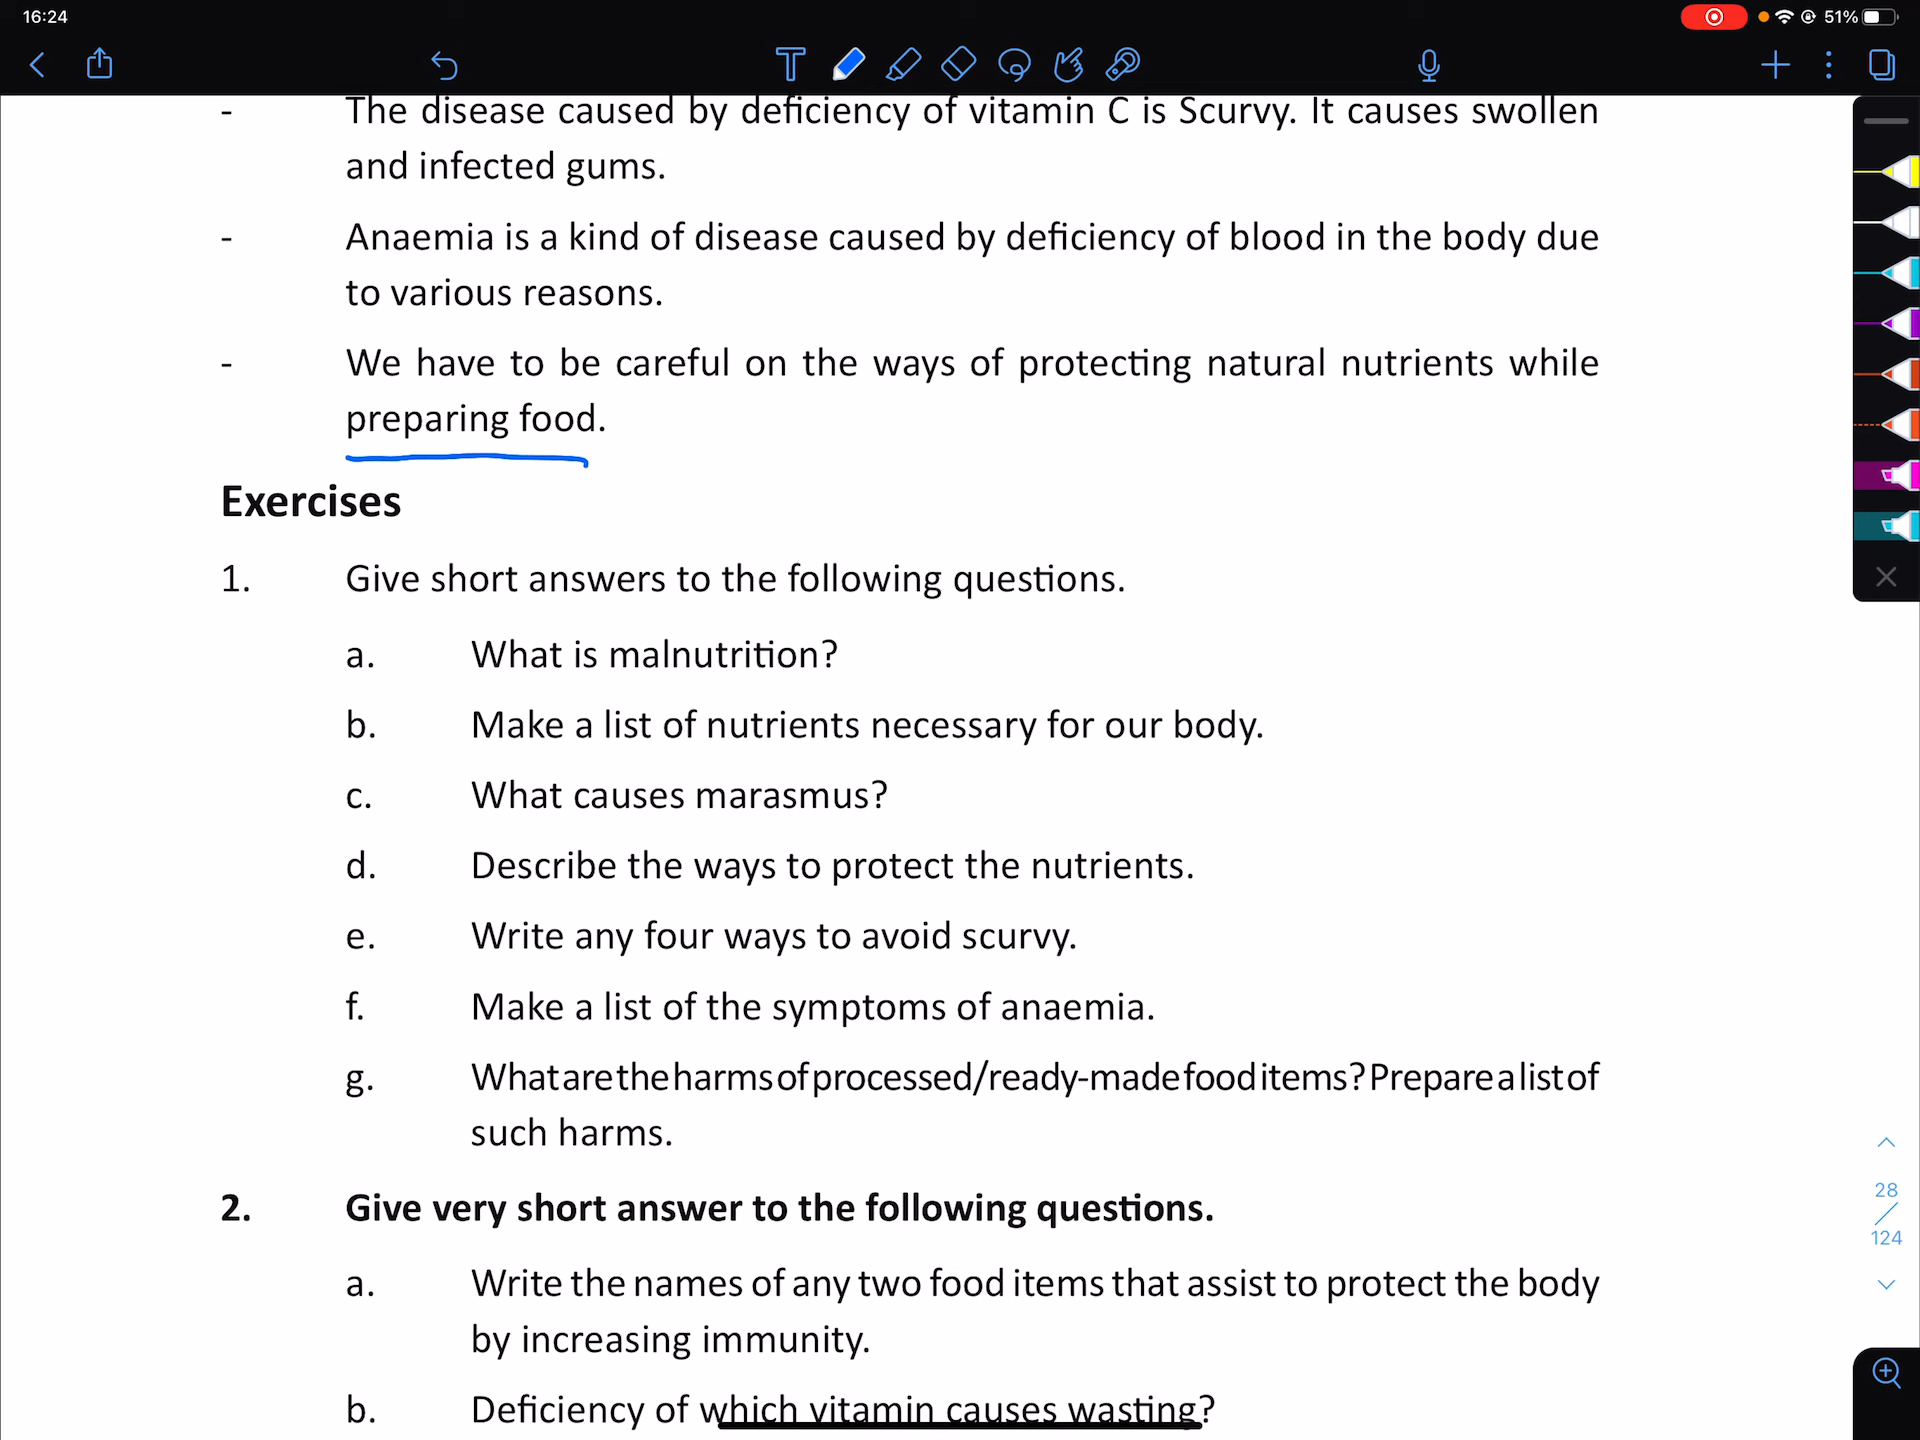 16:24
51%
- The disease caused by deficiency of vitamin C is Scurvy. It causes swollen
and infected gums.
- Anaemia is a kind of disease caused by deficiency of blood in the body due
to various reasons.
- We have to be careful on the ways of protecting natural nutrients while
preparing food.
Exercises
1. Give short answers to the following questions.
a. What is malnutrition?
b. Make a list of nutrients necessary for our body.
c. What causes marasmus?
d. Describe the ways to protect the nutrients.
e. Write any four ways to avoid scurvy.
f. Make a list of the symptoms of anaemia.
g. What are the harms of processed/ready-made food items? Prepare a list of
such harms.
28
/
124
2. Give very short answer to the following questions.
a. Write the names of any two food items that assist to protect the body
by increasing immunity.
b. Deficiency of which vitamin causes wasting?